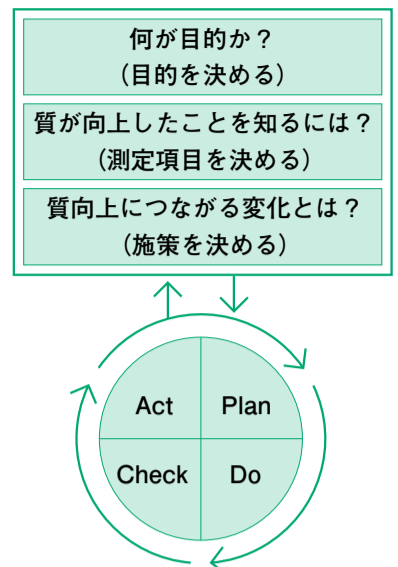 何が目的か？
（目的を決める）
質が向上したことを知るには？
（測定項目を決める）
質向上につながる変化とは？
（施策を決める）
Act
Plan
Check
Do